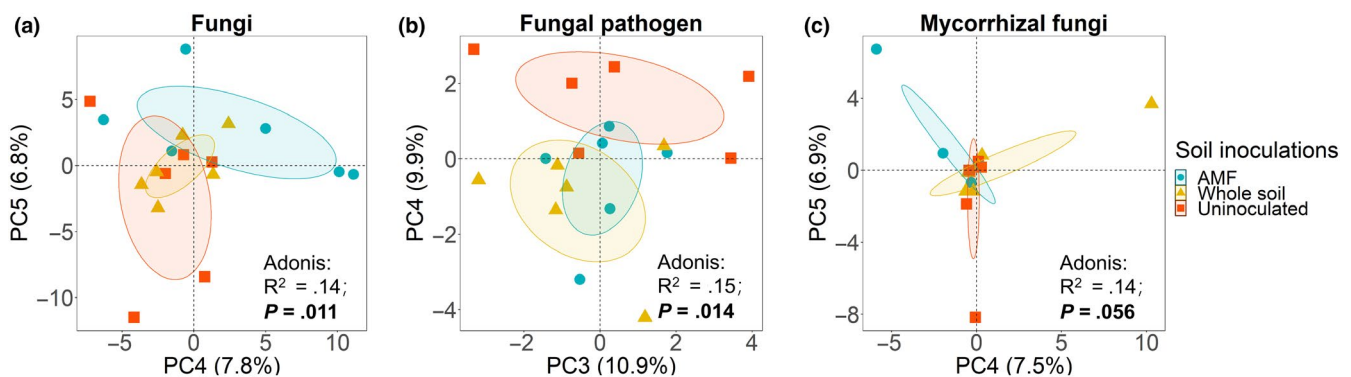 (a) Fungi
5
0
−5
−10
−5 0 5 10
PC5 (6.8%)
PC4 (7.8%)
Adonis:
R² = .14;
P = .011
(b) Fungal pathogen
2
0
−2
−4
−2 0 2 4
PC4 (9.9%)
PC3 (10.9%)
Adonis:
R² = .15;
P = .014
(c) Mycorrhizal fungi
4
0
−4
−8
−5 0 5 10
PC5 (6.9%)
PC4 (7.5%)
Adonis:
R² = .14;
P = .056
Soil inoculations
AMF
Whole soil
Uninoculated